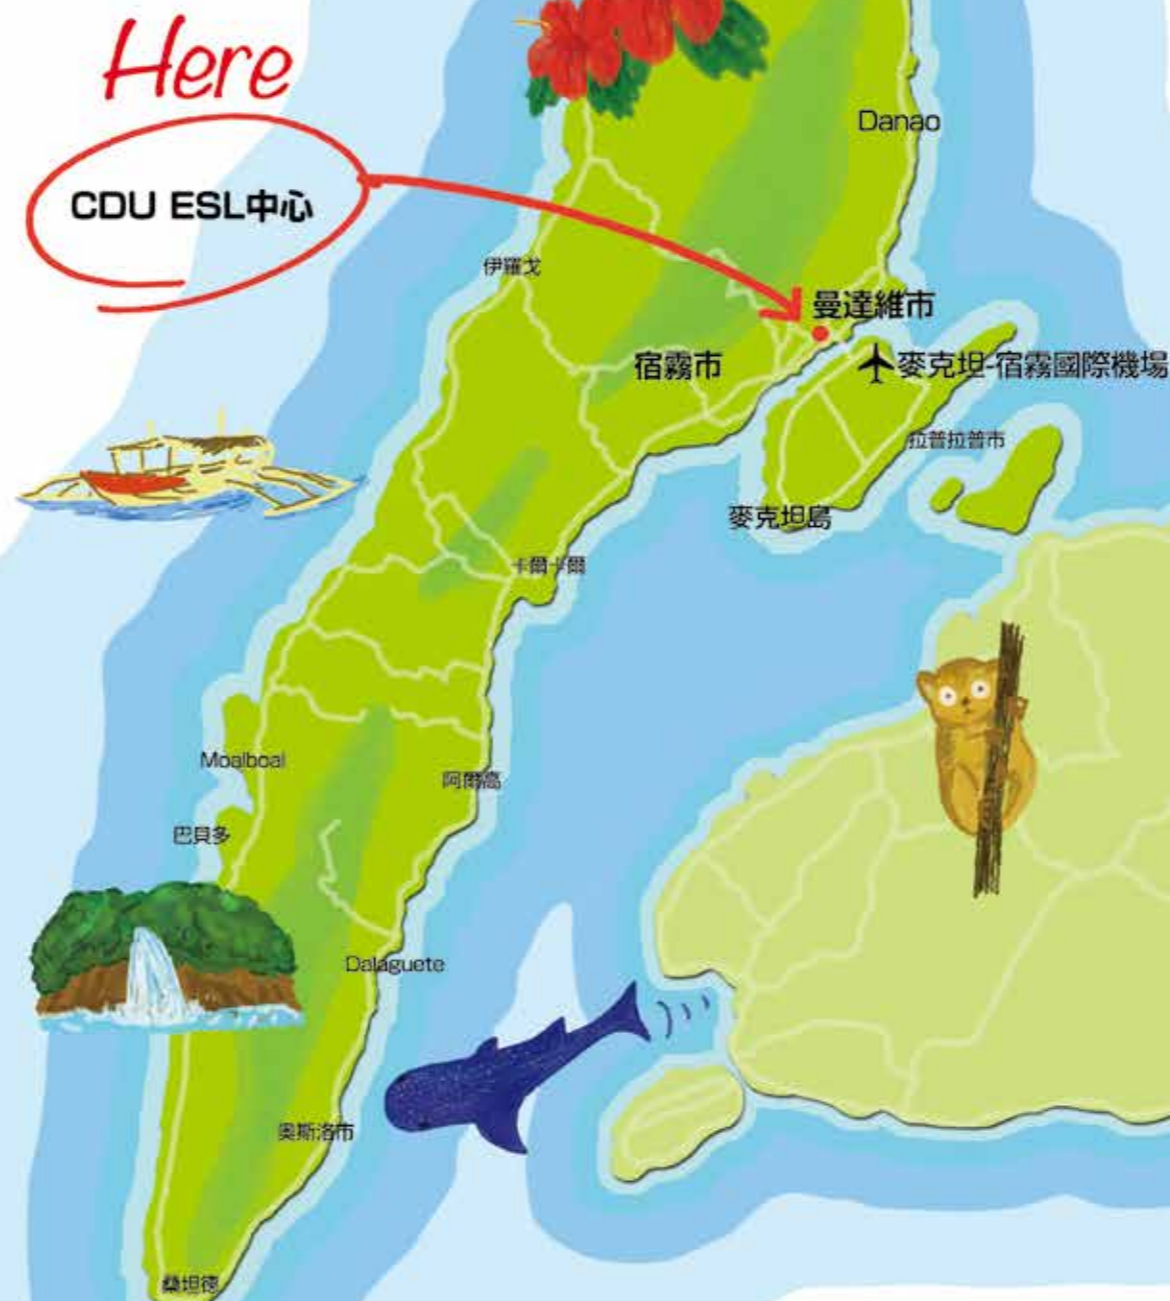 Here
Danao
CDU ESL中心
伊羅戈
曼達維市
宿霧市
麥克坦-宿霧國際機場
拉普拉普市
麥克坦島
卡爾卡爾
Moalboal
阿爾高
巴貝多
Dalaguete
奧斯洛市
桑坦德